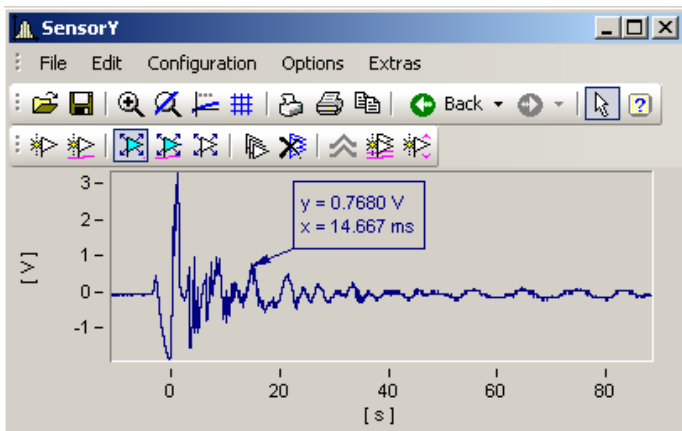 SensorY
File Edit Configuration Options Extras
Back
3
2
1
0
-1
[V]
y = 0.7680 V
x = 14.667 ms
0 20 40 60 80
[s]